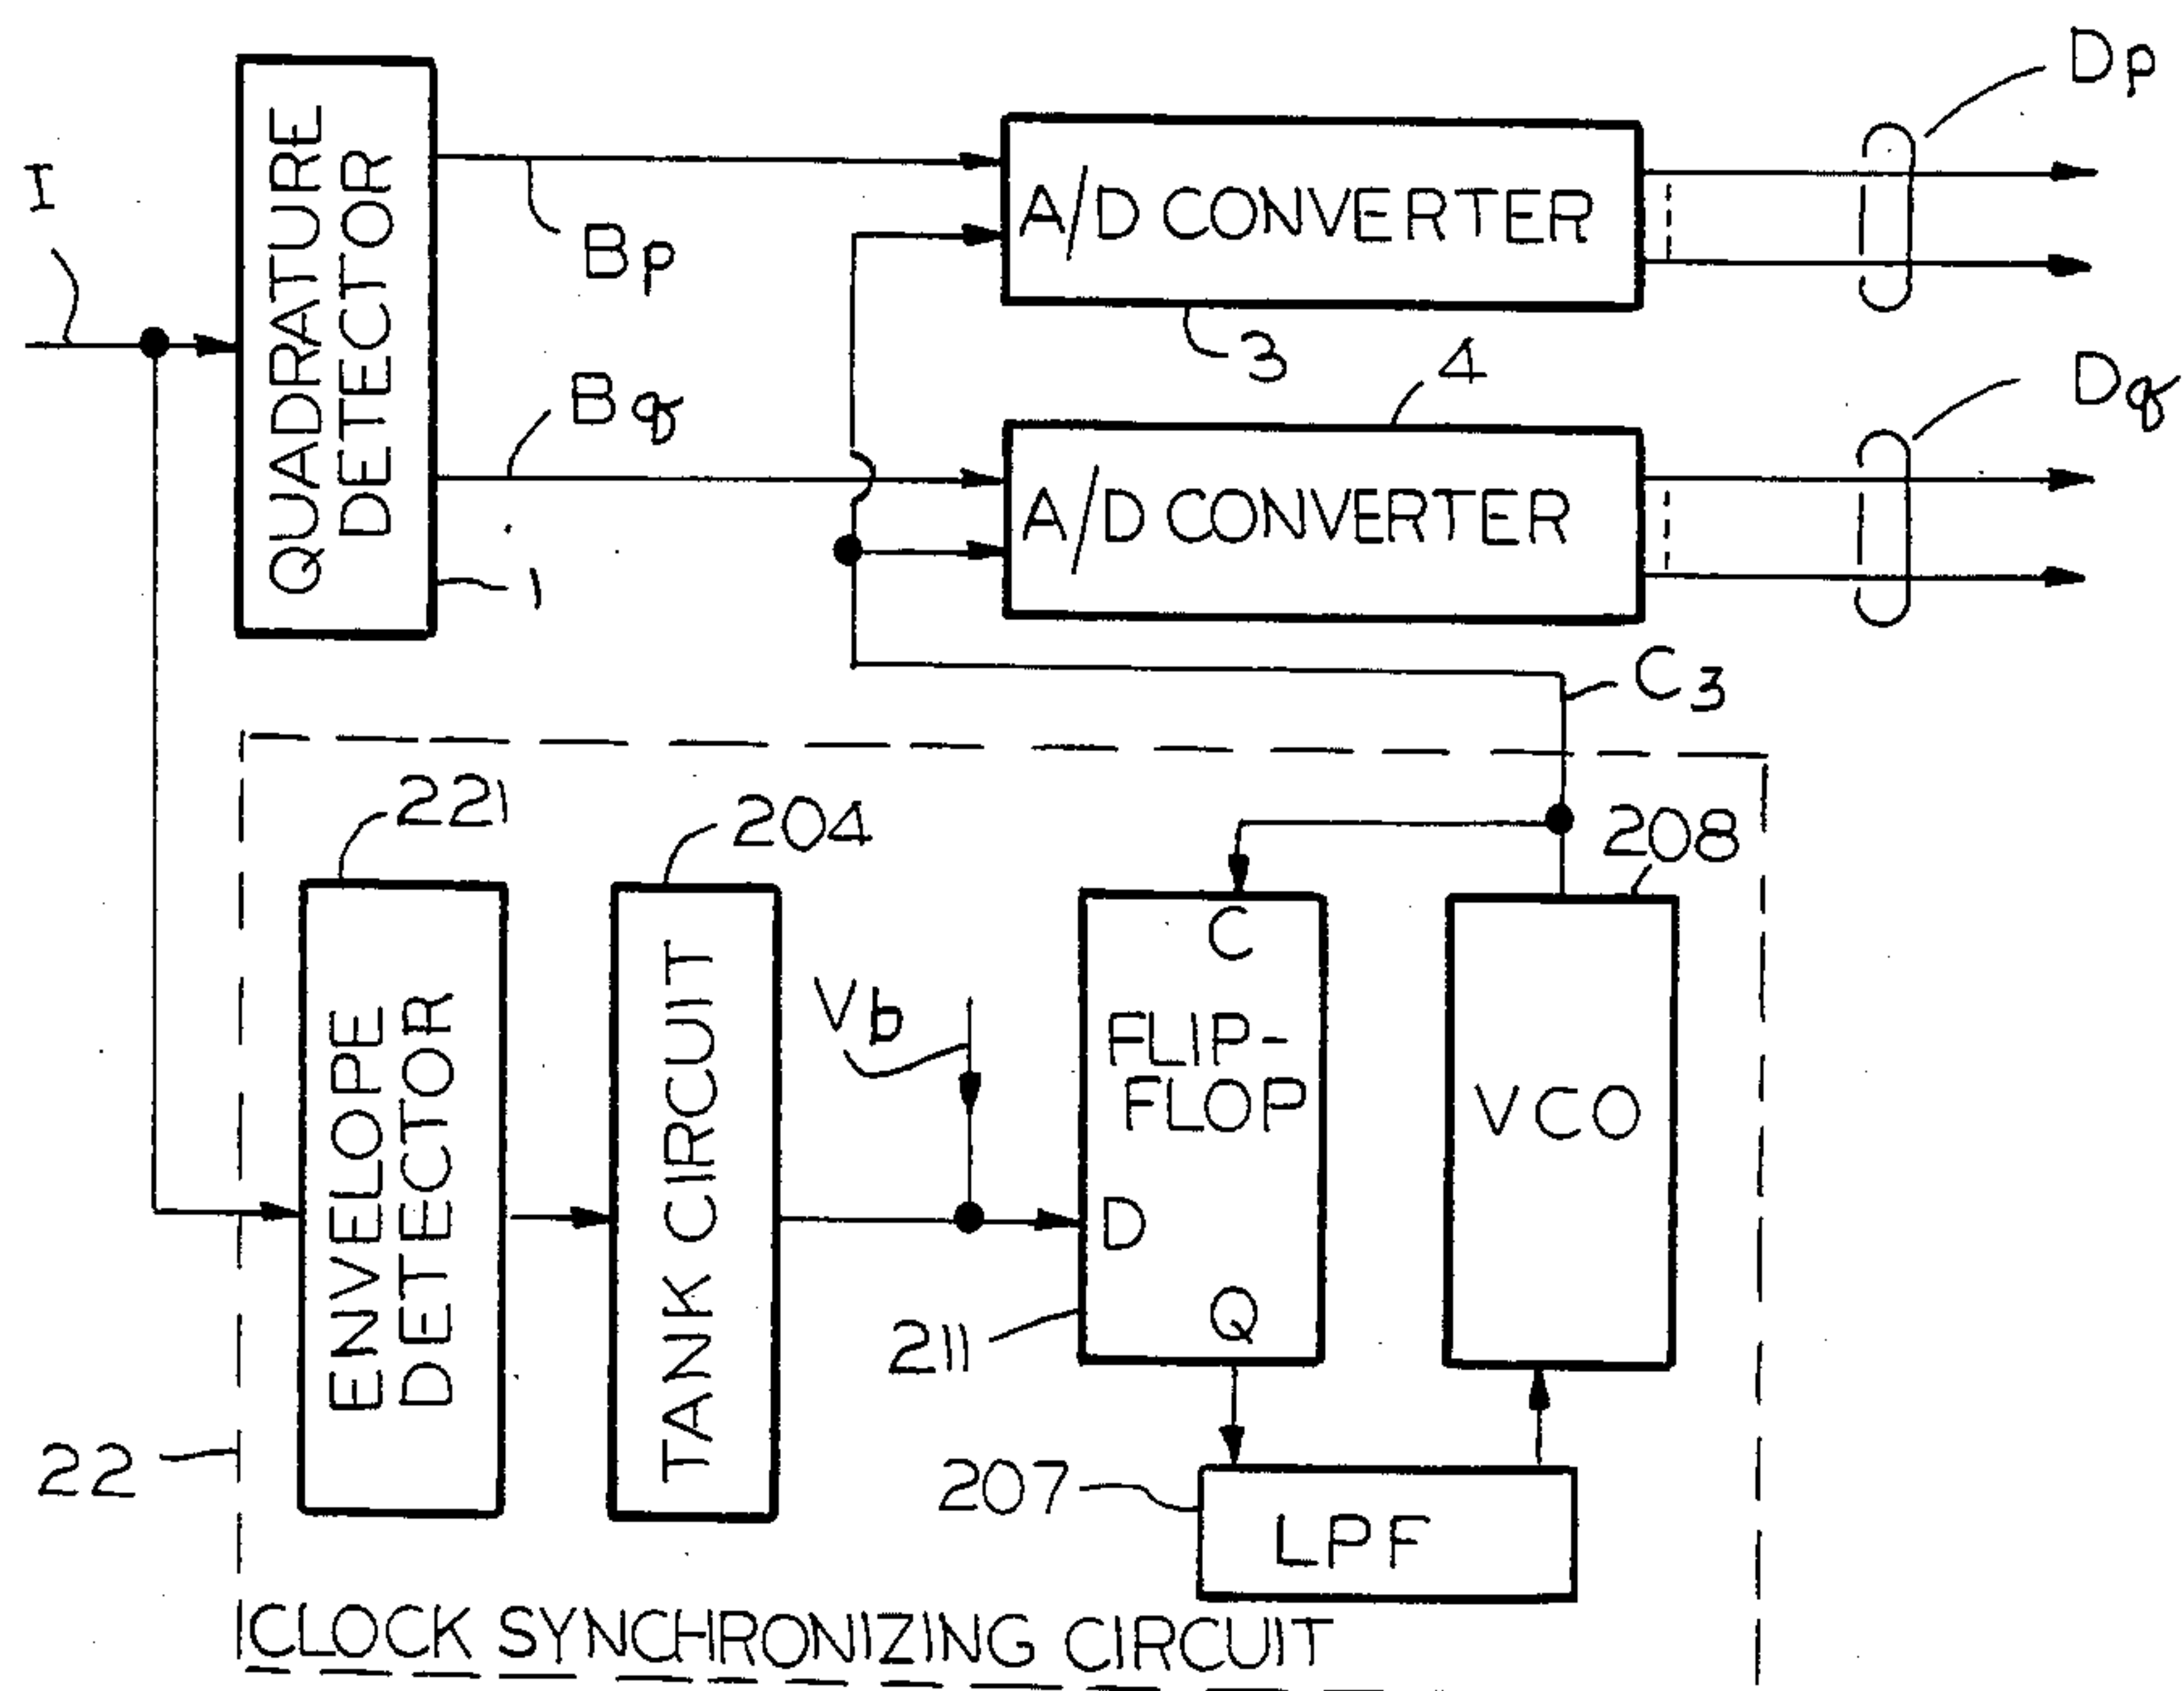 I
QUADRATURE
DETECTOR
1
Bp
Bq
A/D CONVERTER
3
Dp
A/D CONVERTER
4
Dq
C3
221
ENVELOPE
DETECTOR
204
TANK CIRCUIT
Vb
C
FLIP-
FLOP
D
Q
211
208
VCO
207
LPF
22
CLOCK SYNCHRONIZING CIRCUIT